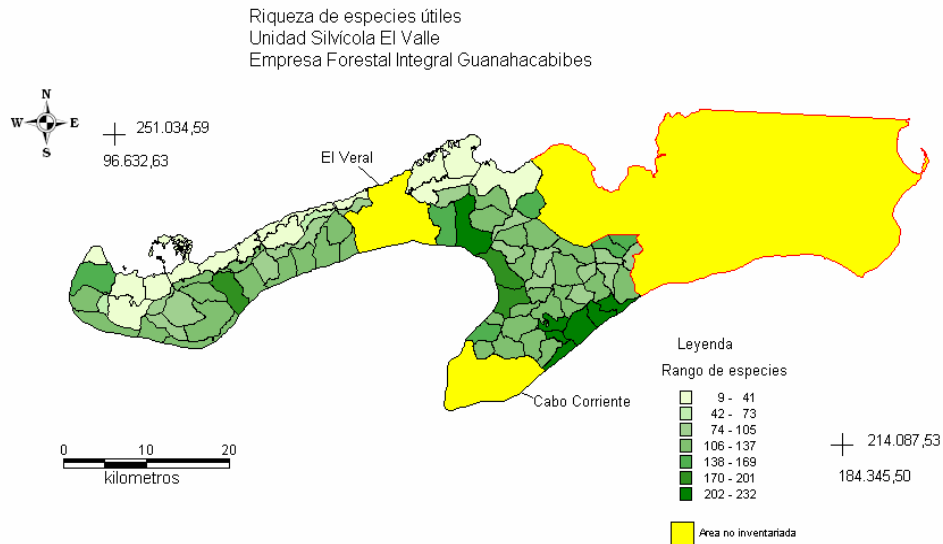 Riqueza de especies útiles
Unidad Silvícola El Valle
Empresa Forestal Integral Guanahacabibes
N
W E
S
251.034,59
96.632,63
El Veral
Cabo Corriente
Leyenda
Rango de especies
9 - 41
42 - 73
74 - 105
106 - 137
138 - 169
170 - 201
202 - 232
Area no inventariada
214.087,53
184.345,50
0 10 20
kilometros